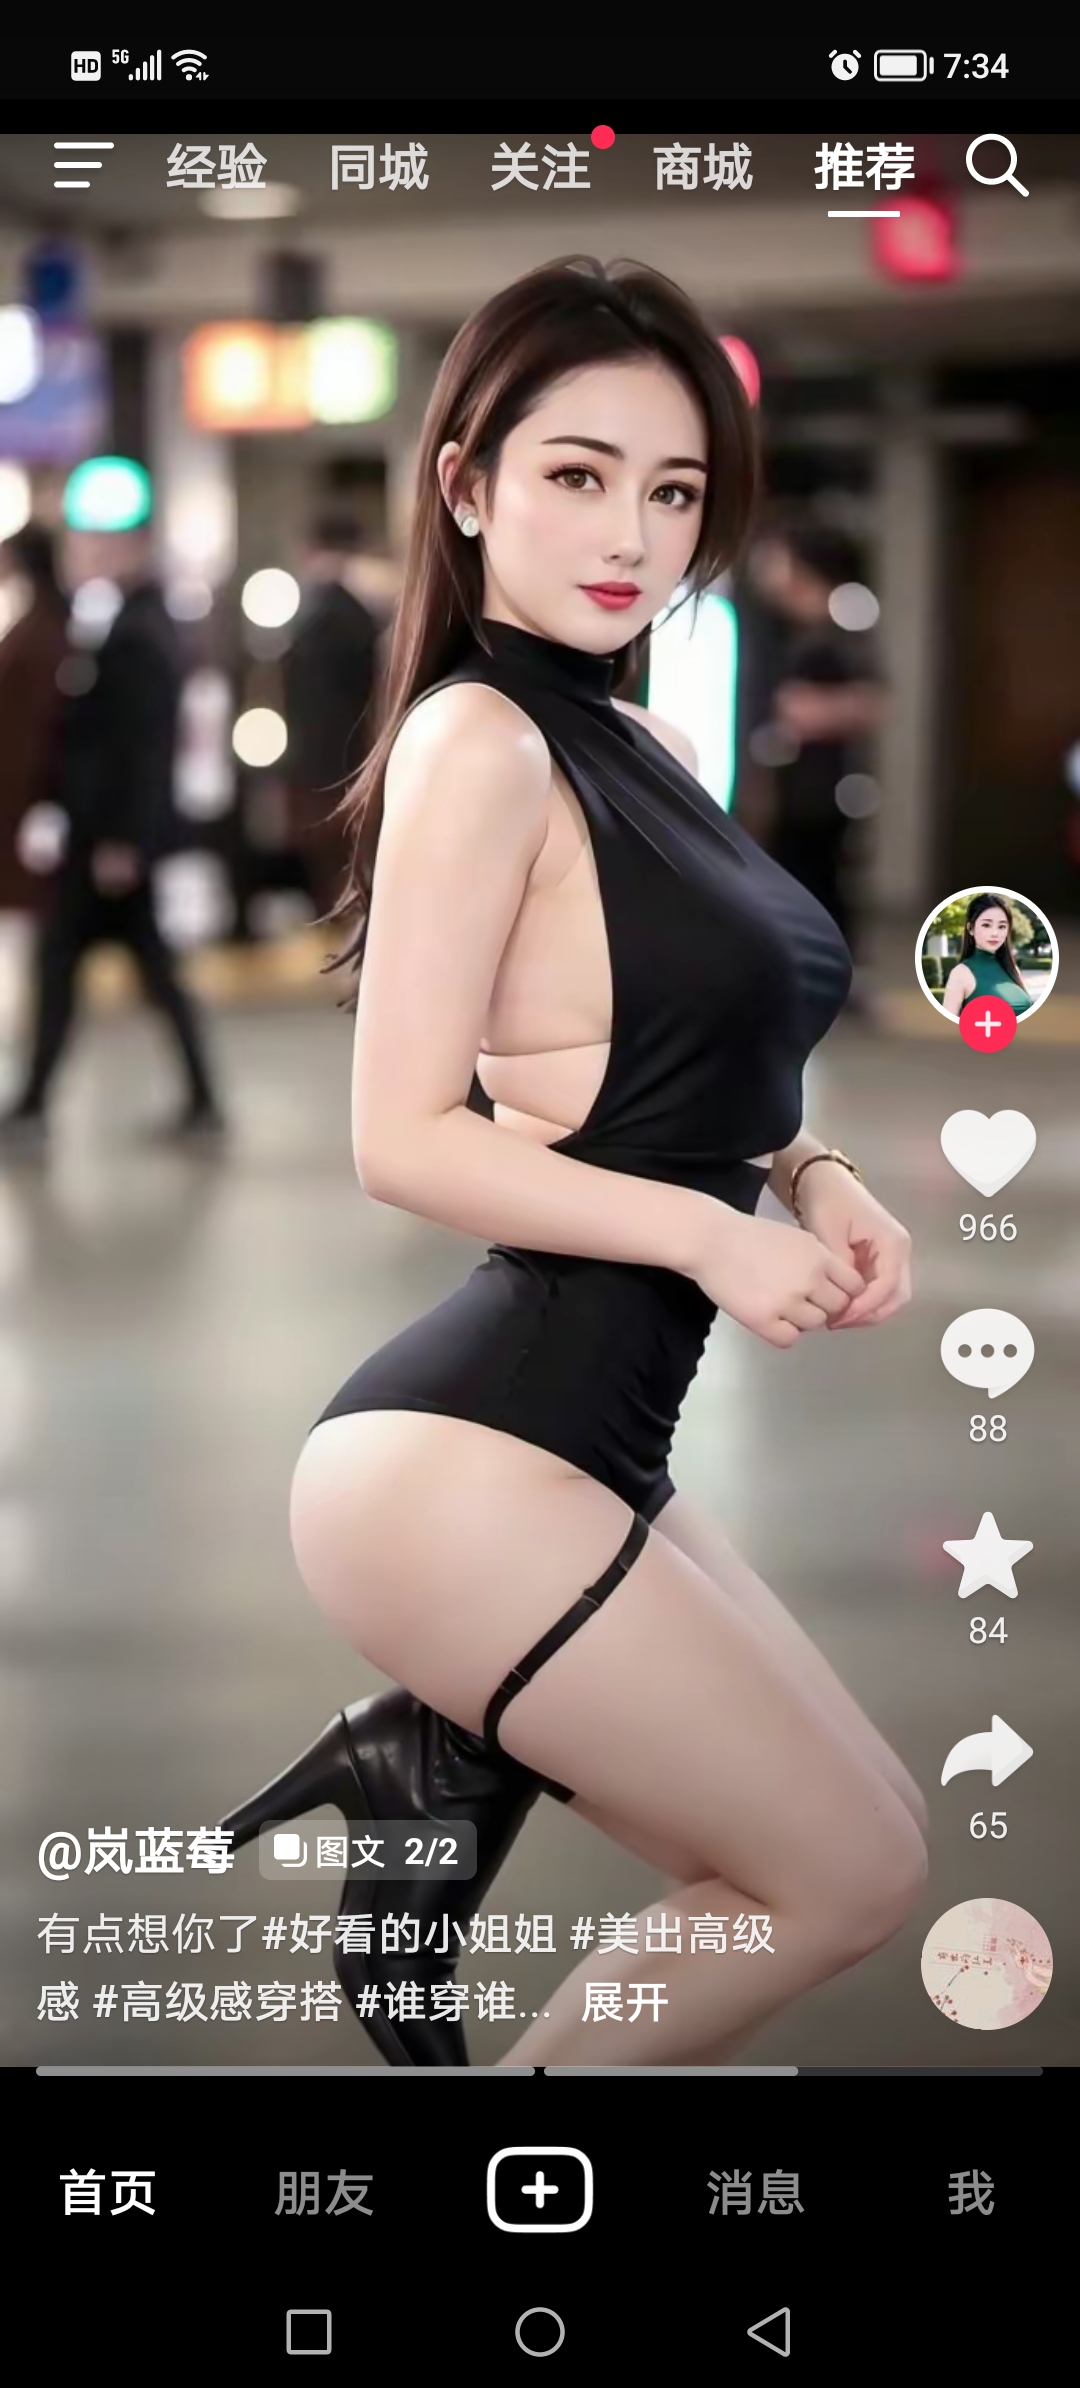 HD 5G 7:34
经验 同城 关注 商城 推荐
966
88
84
65
@岚蓝莓 图文 2/2
有点想你了#好看的小姐姐 #美出高级
感 #高级感穿搭 #谁穿谁... 展开
首页 朋友 消息 我